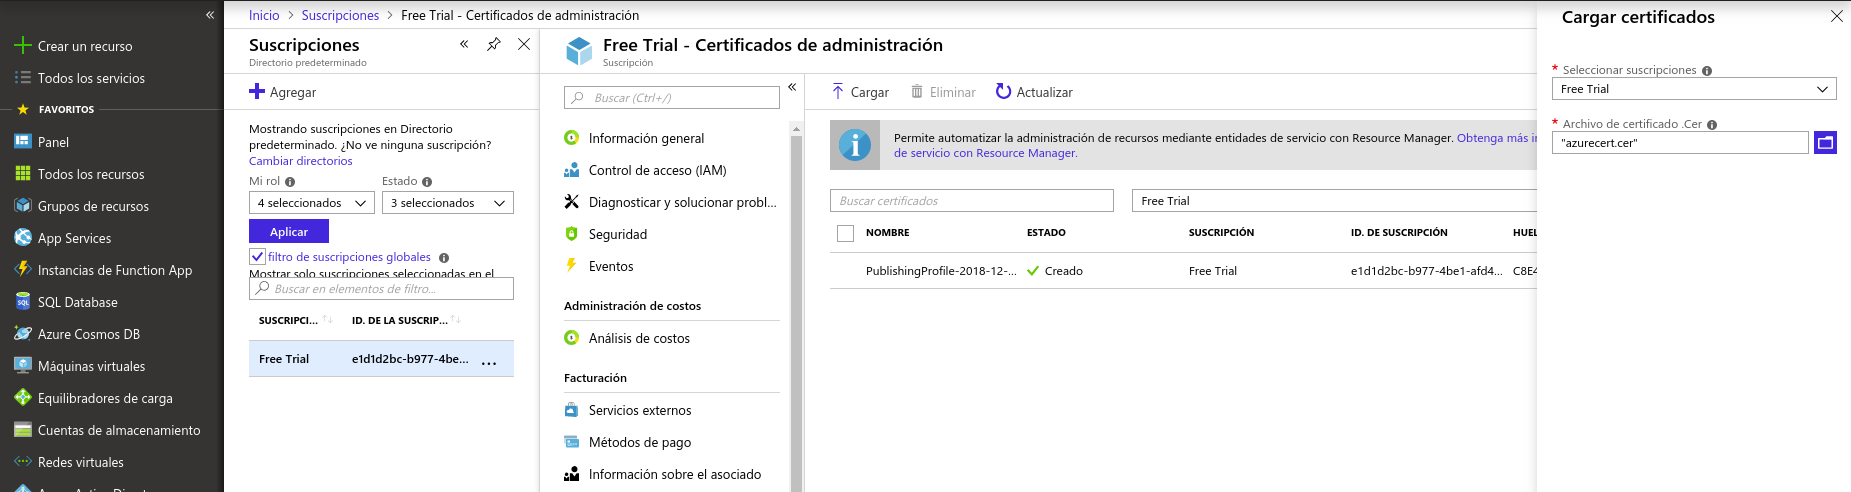 Crear un recurso
Todos los servicios
FAVORITOS
Panel
Todos los recursos
Grupos de recursos
App Services
Instancias de Function App
SQL Database
Azure Cosmos DB
Máquinas virtuales
Equilibradores de carga
Cuentas de almacenamiento
Redes virtuales
Inicio > Suscripciones > Free Trial - Certificados de administración
Suscripciones
Directorio predeterminado
Agregar
Mostrando suscripciones en Directorio
predeterminado. ¿No ve ninguna suscripción?
Cambiar directorios
Mi rol Estado
4 seleccionados 3 seleccionados
Aplicar
filtro de suscripciones globales
Mostrar solo suscripciones seleccionadas en el
Buscar en elementos de filtro...
SUSCRIPCI... ID. DE LA SUSCRIP...
Free Trial e1d1d2bc-b977-4be... ...
Free Trial - Certificados de administración
Suscripción
Buscar (Ctrl+/)
Información general
Control de acceso (IAM)
Diagnosticar y solucionar probl...
Seguridad
Eventos
Administración de costos
Análisis de costos
Facturación
Servicios externos
Métodos de pago
Información sobre el asociado
Cargar Eliminar Actualizar
Permite automatizar la administración de recursos mediante entidades de servicio con Resource Manager. Obtenga más in
de servicio con Resource Manager.
Buscar certificados Free Trial
NOMBRE ESTADO SUSCRIPCIÓN ID. DE SUSCRIPCIÓN HUEL
PublishingProfile-2018-12-... Creado Free Trial e1d1d2bc-b977-4be1-afd4... C8E4
Cargar certificados
* Seleccionar suscripciones
Free Trial
* Archivo de certificado .Cer
"azurecert.cer"